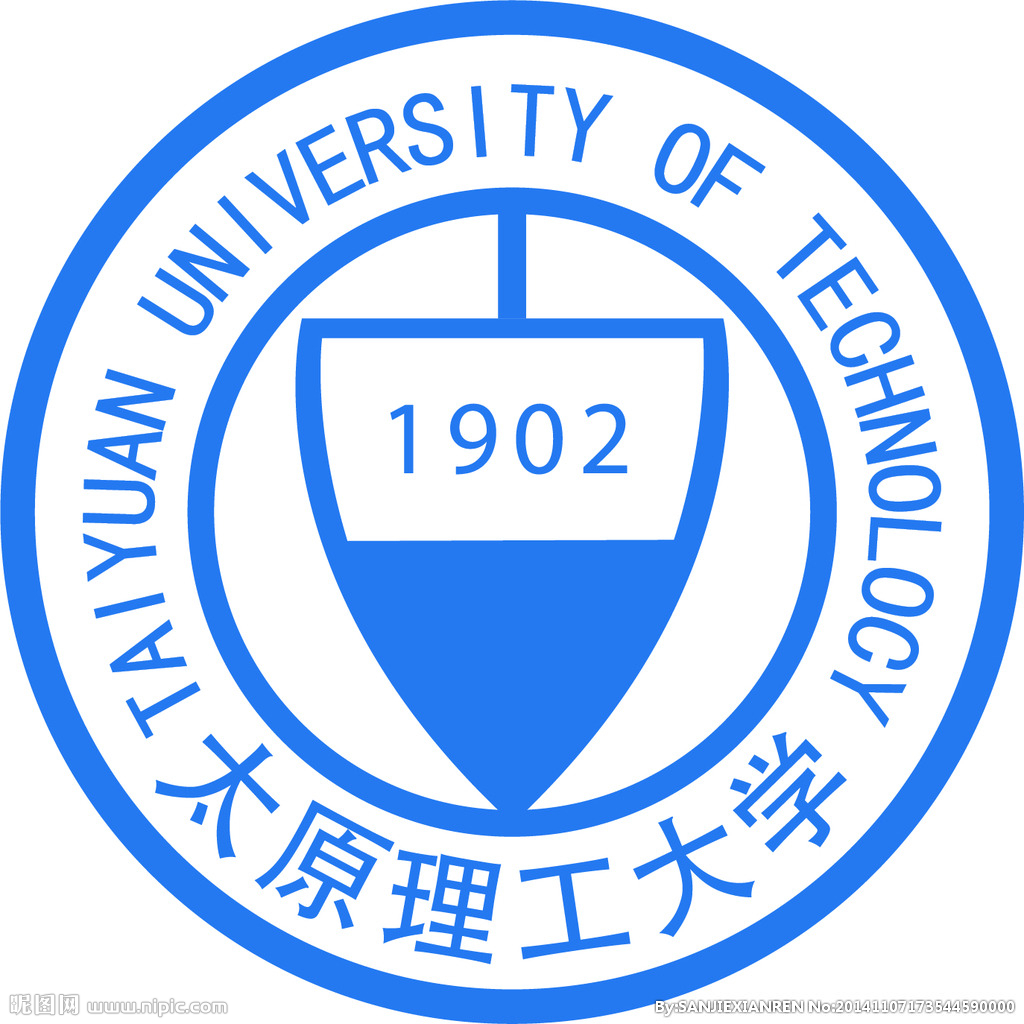 TAIYUAN UNIVERSITY OF TECHNOLOCY
1902
太原理工大学
昵图网 www.nipic.com
By:SANJIEXIANREN No:20141107173544590000